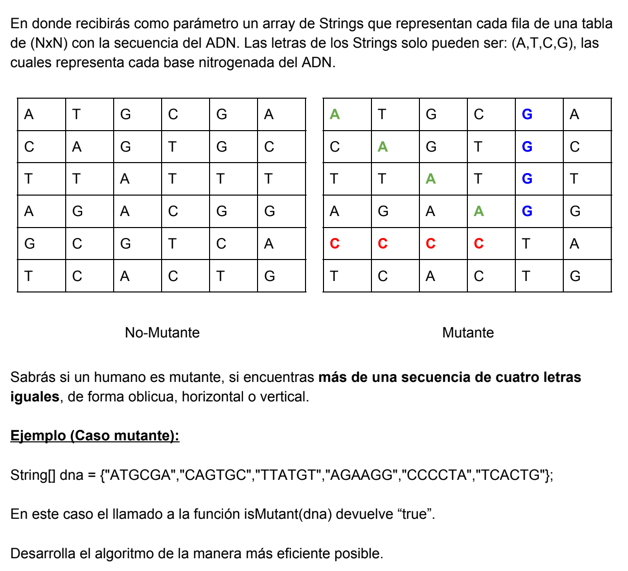 En donde recibirás como parámetro un array de Strings que representan cada fila de una tabla
de (NxN) con la secuencia del ADN. Las letras de los Strings solo pueden ser: (A,T,C,G), las
cuales representa cada base nitrogenada del ADN.
A T G C G A
C A G T G C
T T A T T T
A G A C G G
G C G T C A
T C A C T G
A T G C G A
C A G T G C
T T A T G T
A G A A G G
C C C C T A
T C A C T G
No-Mutante
Mutante
Sabrás si un humano es mutante, si encuentras más de una secuencia de cuatro letras
iguales, de forma oblicua, horizontal o vertical.
Ejemplo (Caso mutante):
String[] dna = {"ATGCGA","CAGTGC","TTATGT","AGAAGG","CCCCTA","TCACTG"};
En este caso el llamado a la función isMutant(dna) devuelve “true”.
Desarrolla el algoritmo de la manera más eficiente posible.